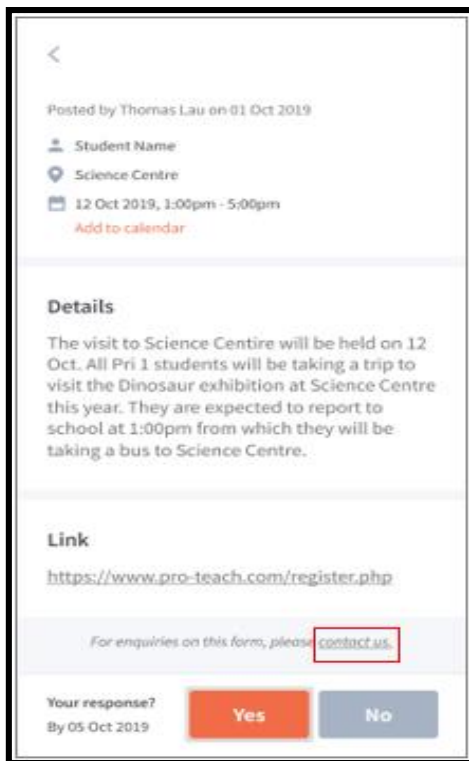 Posted by Thomas Lau on 01 Oct 2019
Student Name
Science Centre
12 Oct 2019, 1:00pm - 5:00pm
Add to calendar
Details
The visit to Science Centire will be held on 12
Oct. All Pri 1 students will be taking a trip to
visit the Dinosaur exhibition at Science Centre
this year. They are expected to report to
school at 1:00pm from which they will be
taking a bus to Science Centre.
Link
https://www.pro-teach.com/register.php
For enquiries on this form, please contact us.
Your response?
By 05 Oct 2019
Yes
No